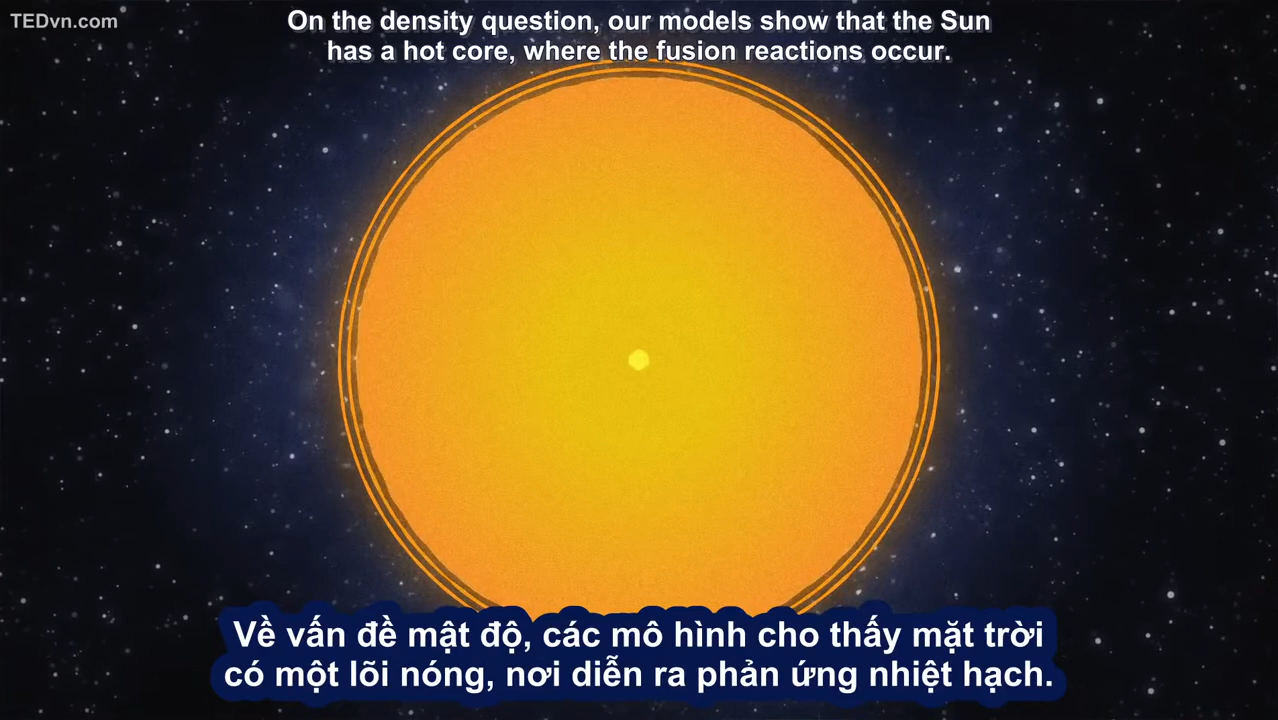 TEDvn.com
On the density question, our models show that the Sun
has a hot core, where the fusion reactions occur.
Về vấn đề mật độ, các mô hình cho thấy mặt trời
có một lõi nóng, nơi diễn ra phản ứng nhiệt hạch.